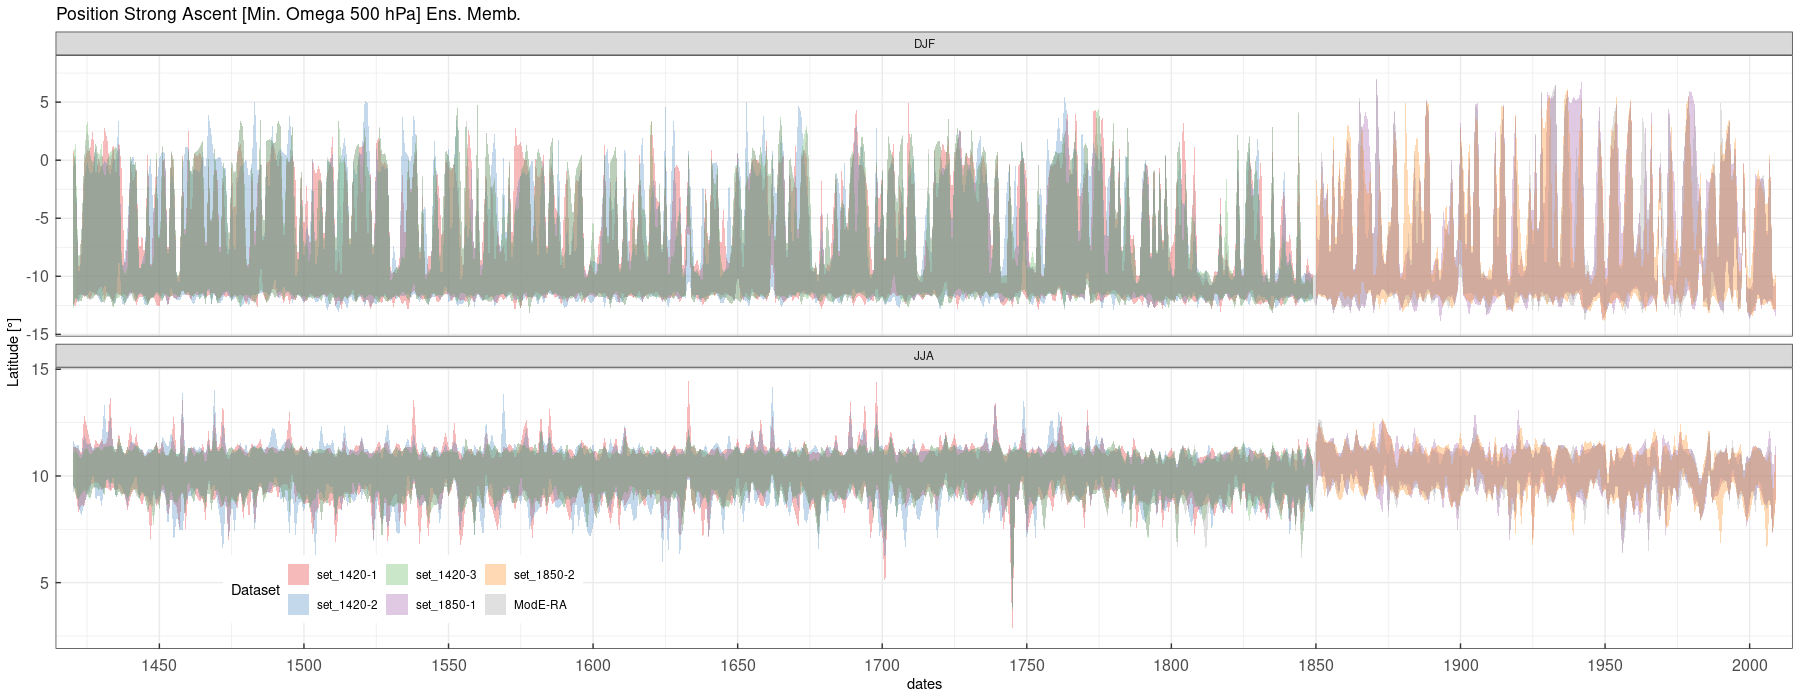 Position Strong Ascent [Min. Omega 500 hPa] Ens. Memb.
DJF
5
0
-5
-10
-15
JJA
15
10
5
Latitude [°]
Dataset
set_1420-1 set_1420-3 set_1850-2
set_1420-2 set_1850-1 ModE-RA
1450 1500 1550 1600 1650 1700 1750 1800 1850 1900 1950 2000
dates